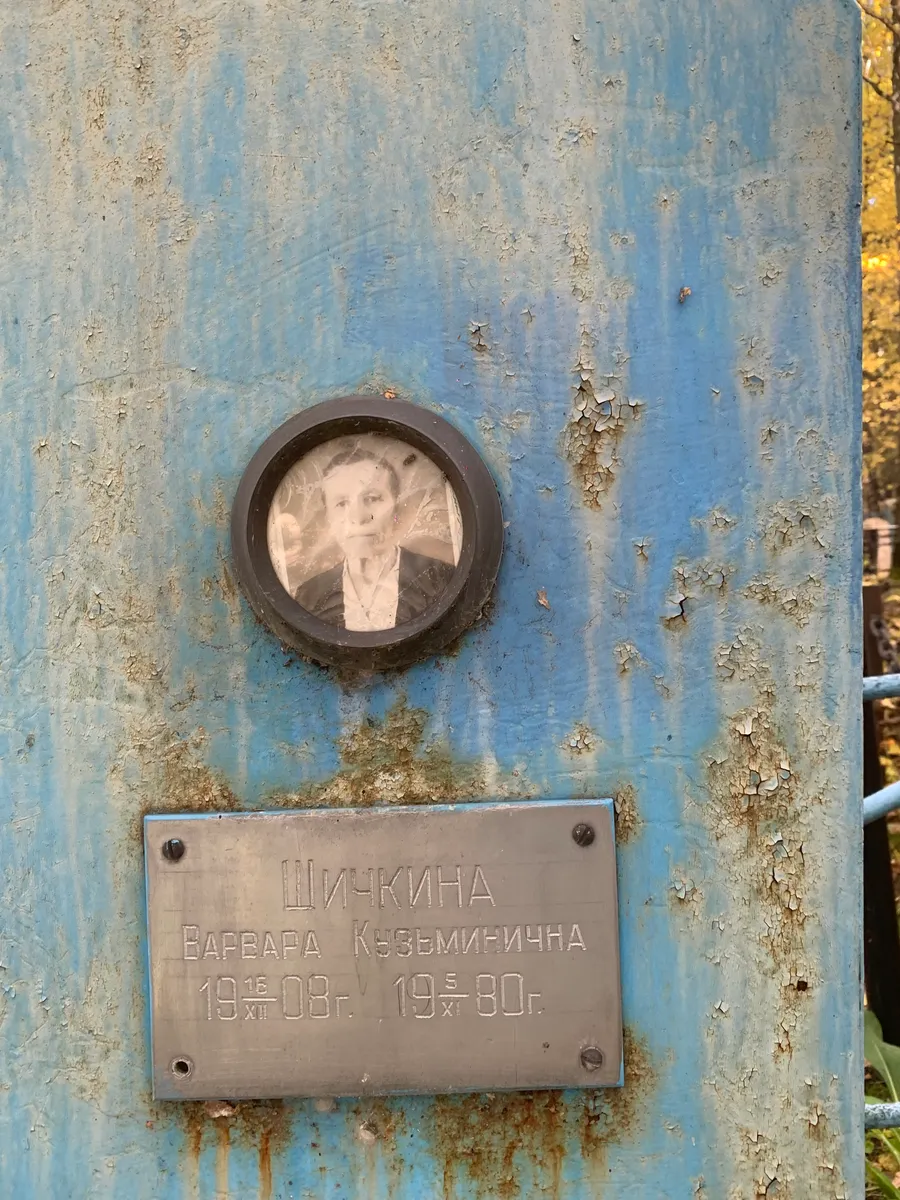 Шичкина
Варвара Кузьминична
19 16/XII 08г. 19 5/XI 80г.